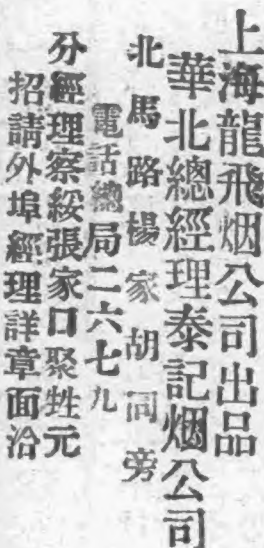 上海龍飛烟公司出品
華北總經理泰記烟公司
北馬路楊家胡同旁
電話總局二六七九
分經理察綏張家口聚甡元
招請外埠經理詳章面洽